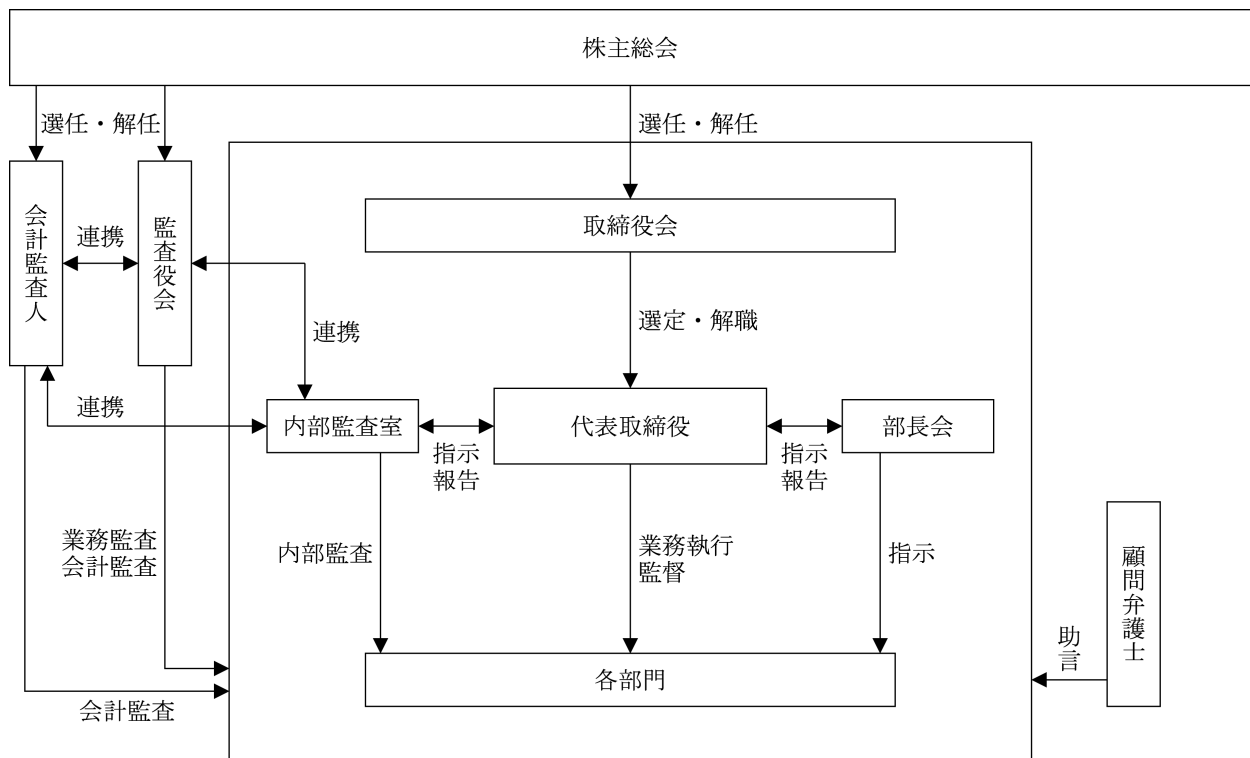 株主総会
選任・解任
選任・解任
会計監査人
連携
監査役会
取締役会
選定・解職
連携
連携
内部監査室
指示
報告
代表取締役
指示
報告
部長会
業務監査
会計監査
内部監査
業務執行
監督
指示
顧問弁護士
助言
各部門
会計監査